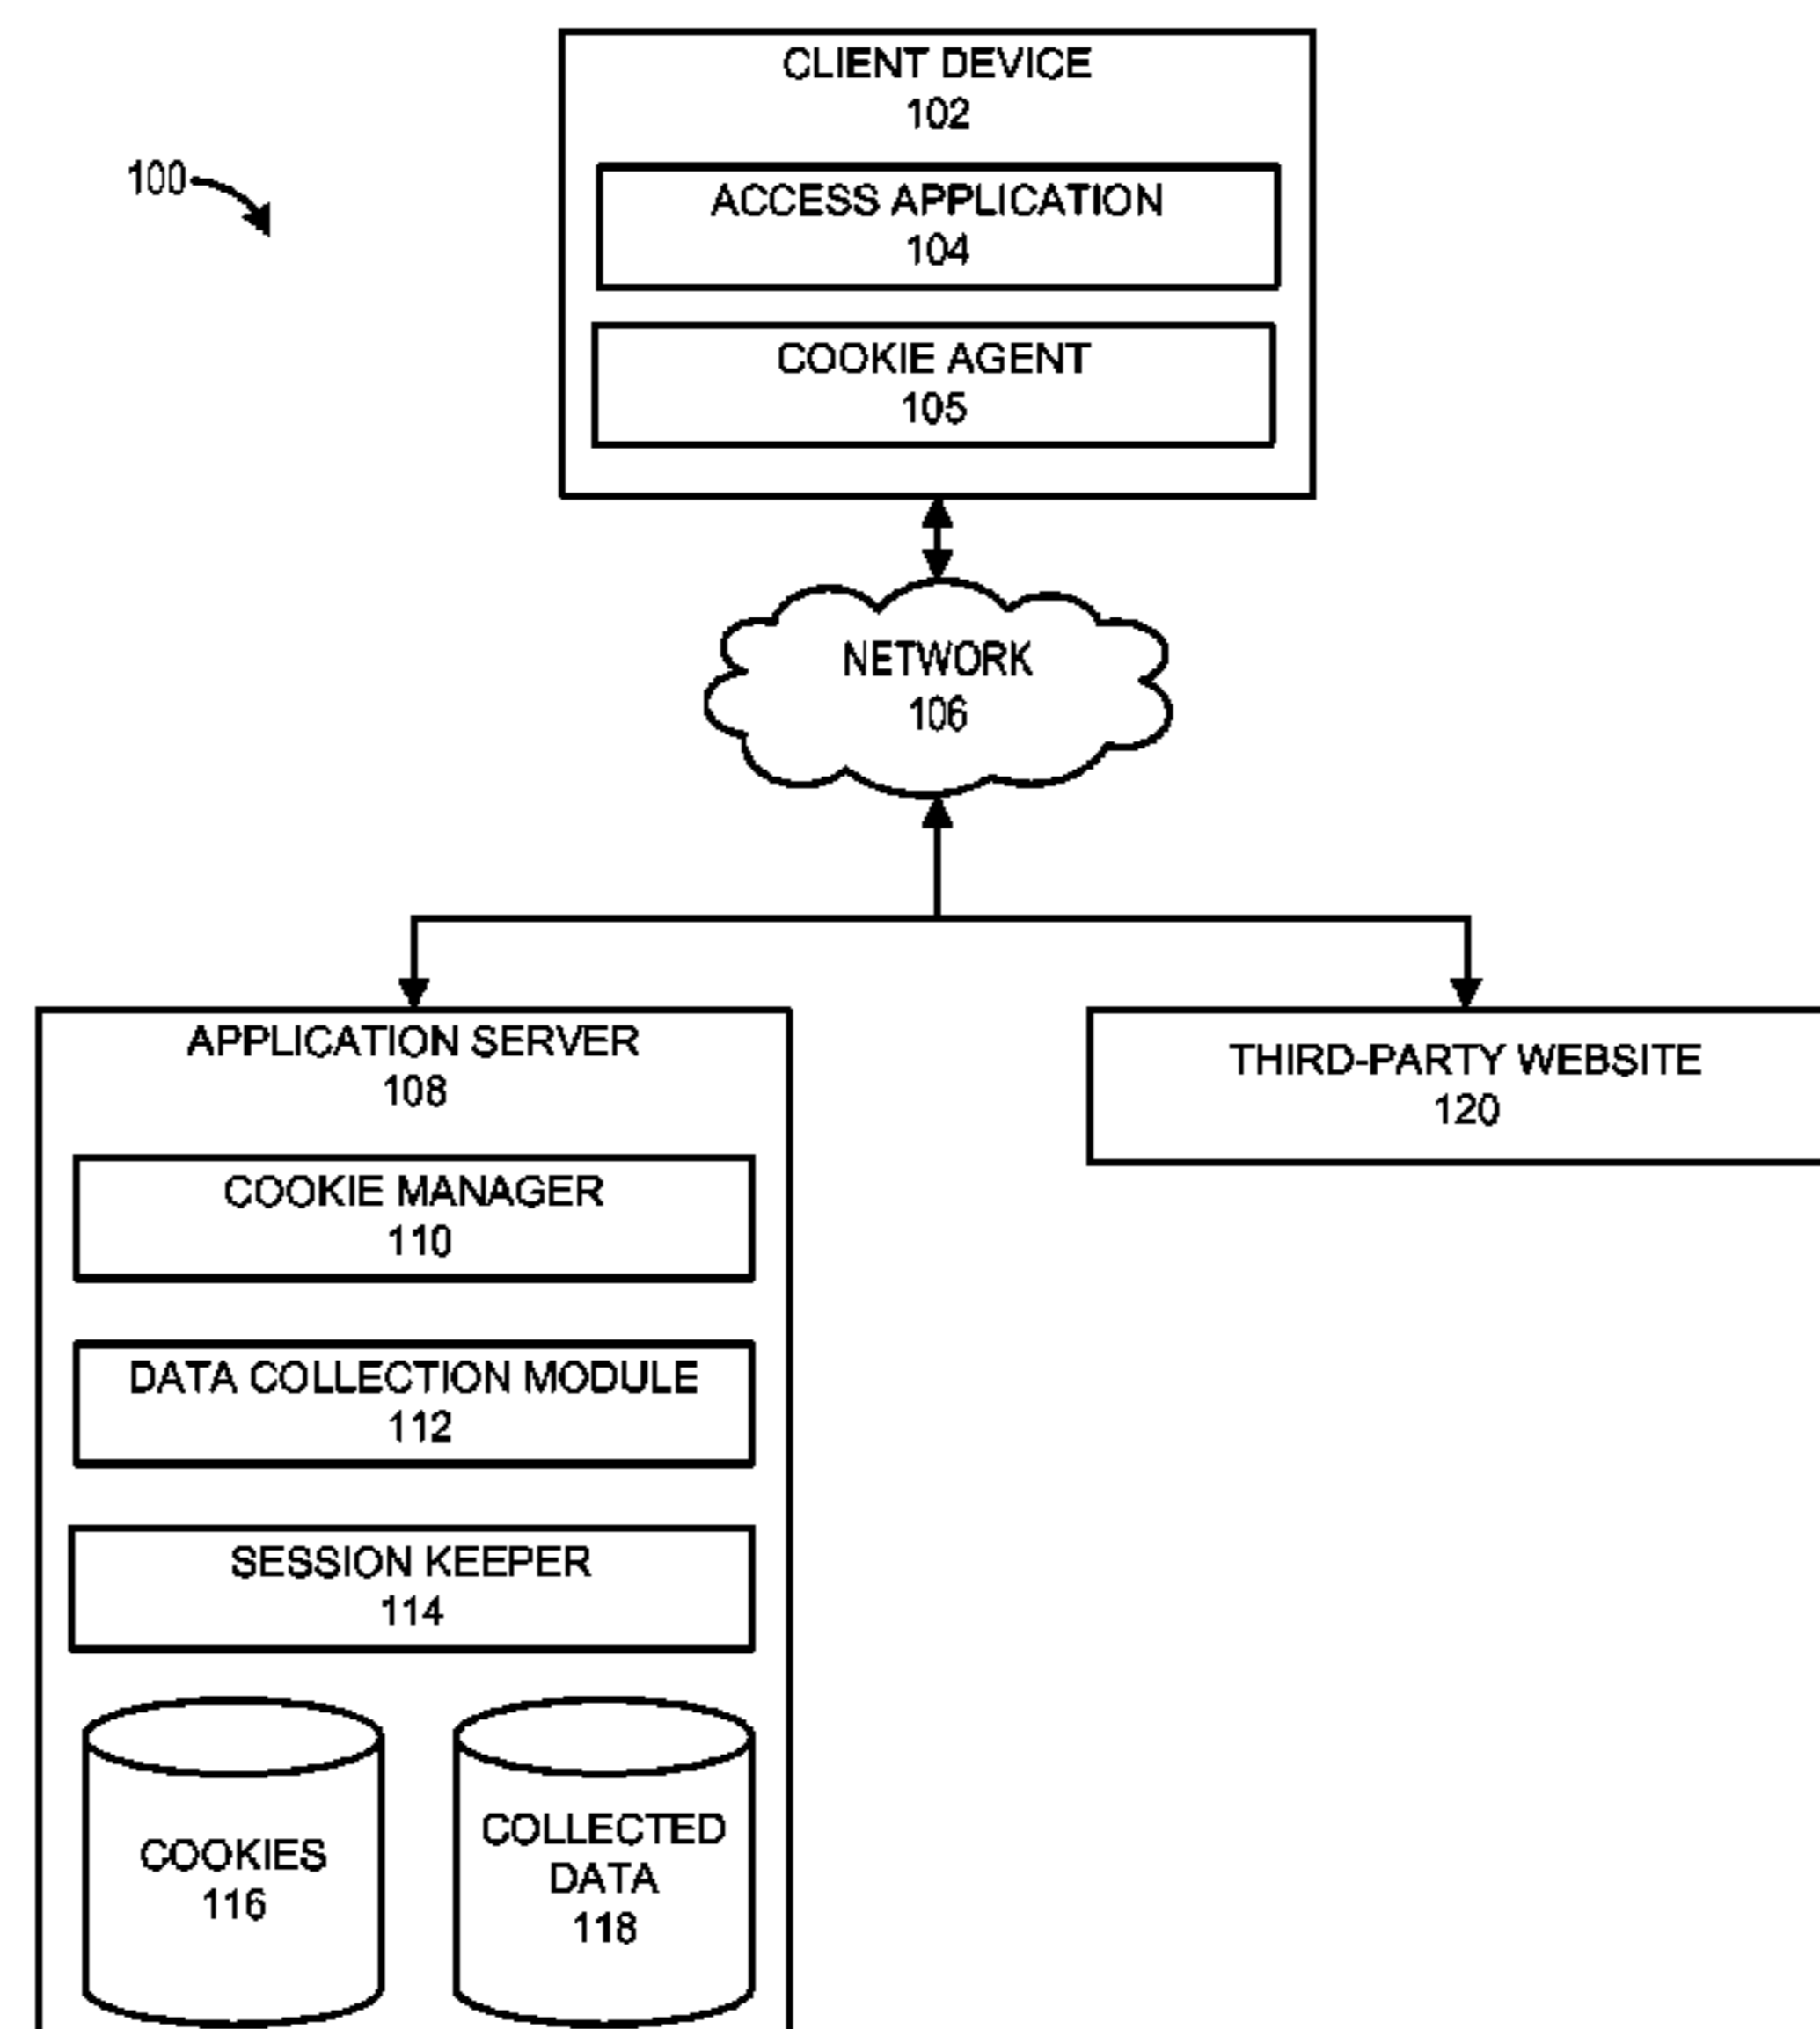 CLIENT DEVICE
102
100
ACCESS APPLICATION
104
COOKIE AGENT
105
NETWORK
106
APPLICATION SERVER
108
THIRD-PARTY WEBSITE
120
COOKIE MANAGER
110
DATA COLLECTION MODULE
112
SESSION KEEPER
114
COOKIES
116
COLLECTED
DATA
118